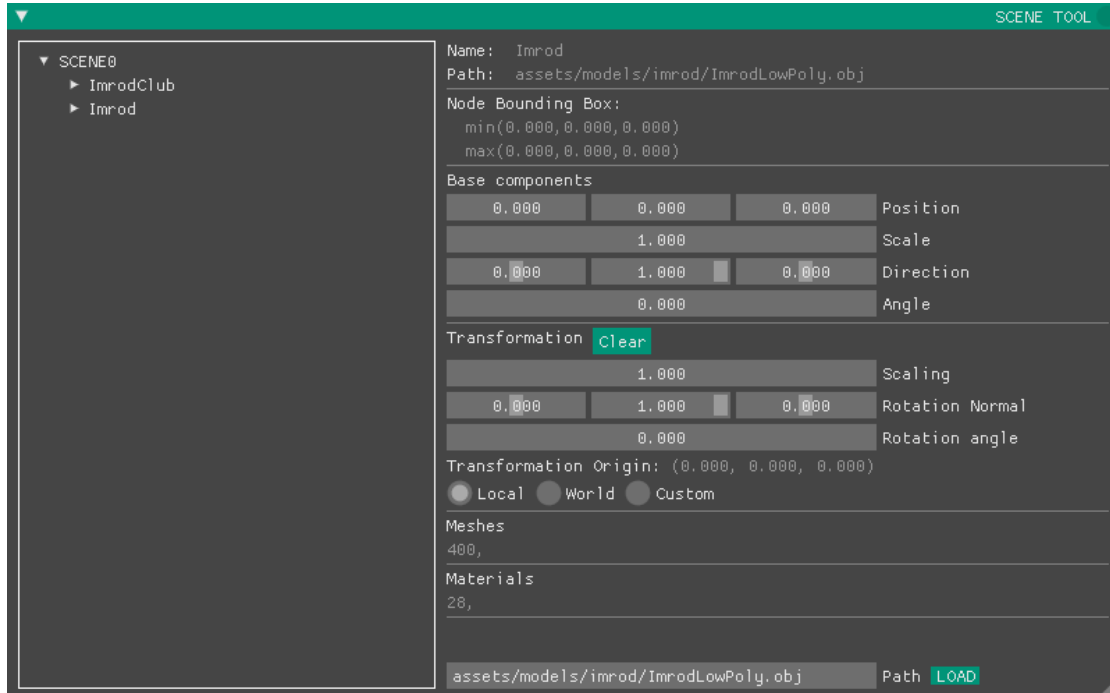 SCENE TOOL
SCENE0
ImrodClub
Imrod
Name: Imrod
Path: assets/models/imrod/ImrodLowPoly.obj
Node Bounding Box:
min(0.000,0.000,0.000)
max(0.000,0.000,0.000)
Base components
0.000 0.000 0.000 Position
1.000 Scale
0.000 1.000 0.000 Direction
0.000 Angle
Transformation Clear
1.000 Scaling
0.000 1.000 0.000 Rotation Normal
0.000 Rotation angle
Transformation Origin: (0.000, 0.000, 0.000)
Local World Custom
Meshes
400,
Materials
28,
assets/models/imrod/ImrodLowPoly.obj Path LOAD